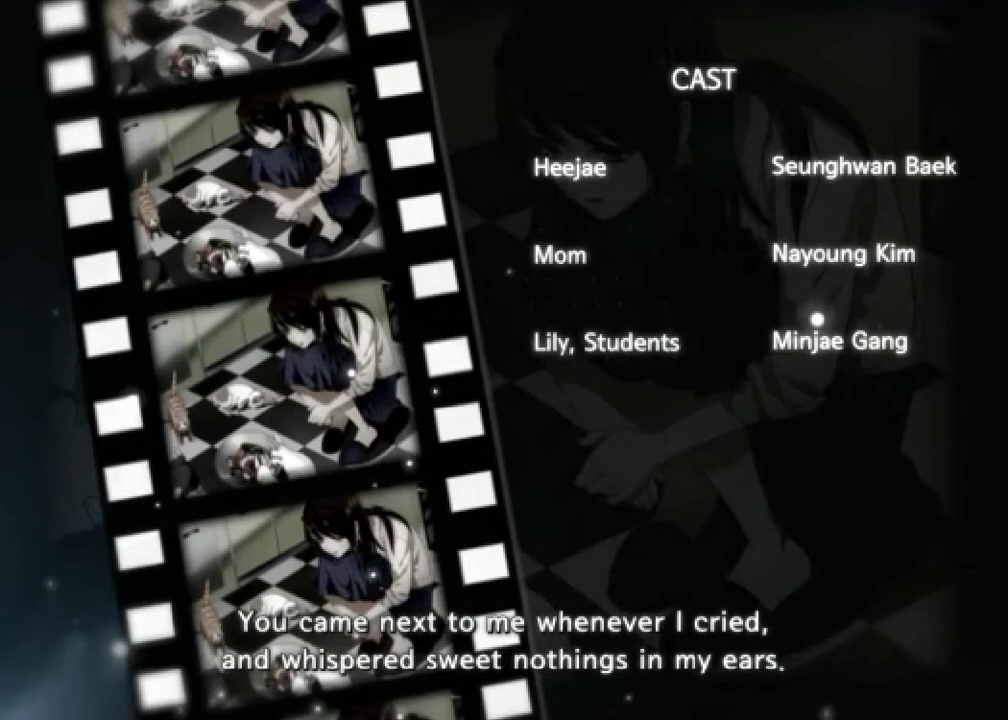 CAST
Heejae Seunghwan Baek
Mom Nayoung Kim
Lily, Students Minjae Gang
You came next to me whenever I cried,
and whispered sweet nothings in my ears.